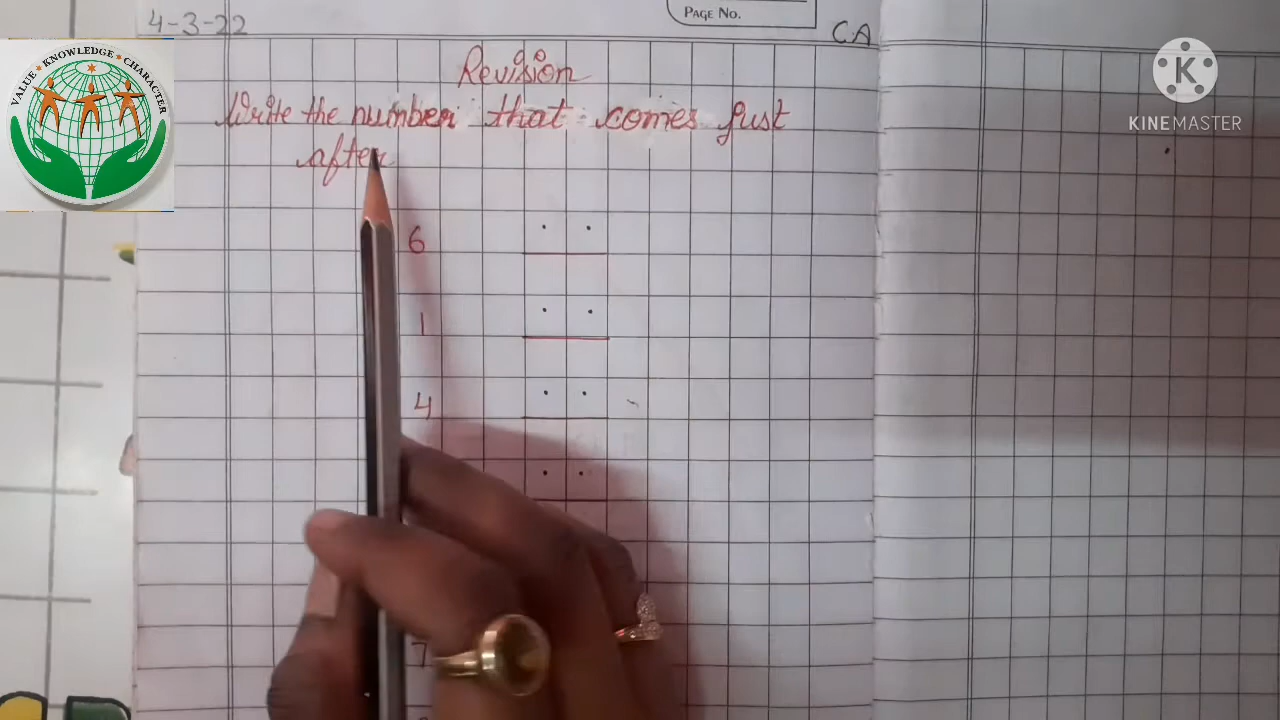 4-3-22
PAGE NO.
C.A
VALUE ★ KNOWLEDGE ★ CHARACTER
KINEMASTER
Revision
Write the number that comes just
after
6
1
4
7